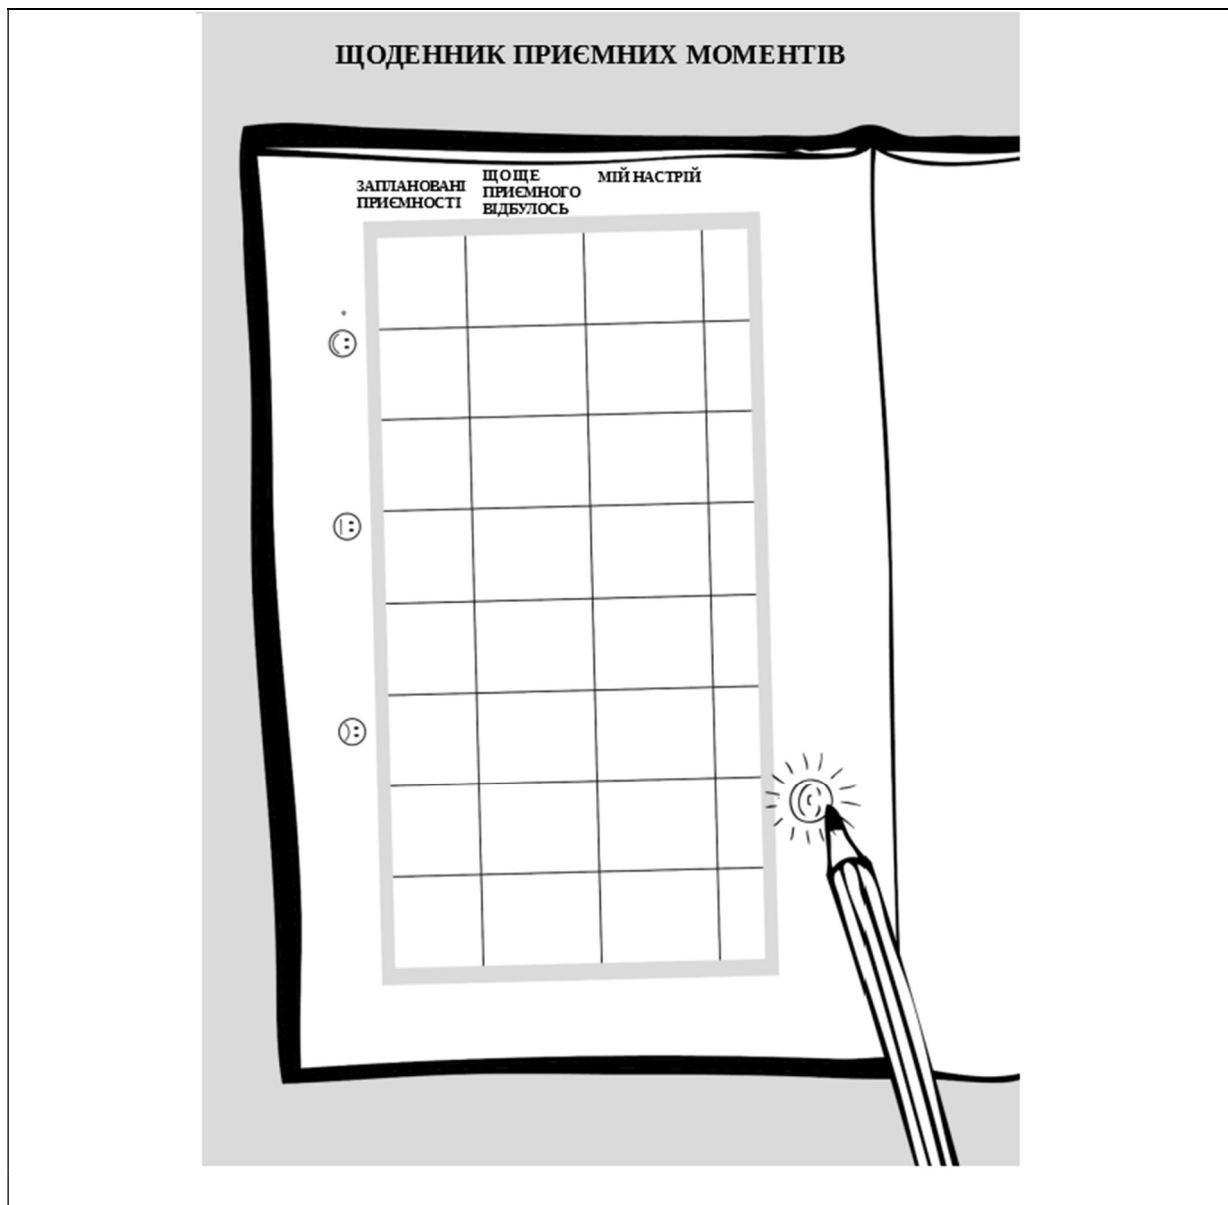 ЩОДЕННИК ПРИЄМНИХ МОМЕНТІВ
ЗАПЛАНОВАНІ
ПРИЄМНОСТІ
ЩО ЩЕ
ПРИЄМНОГО
ВІДБУЛОСЬ
МІЙ НАСТРІЙ